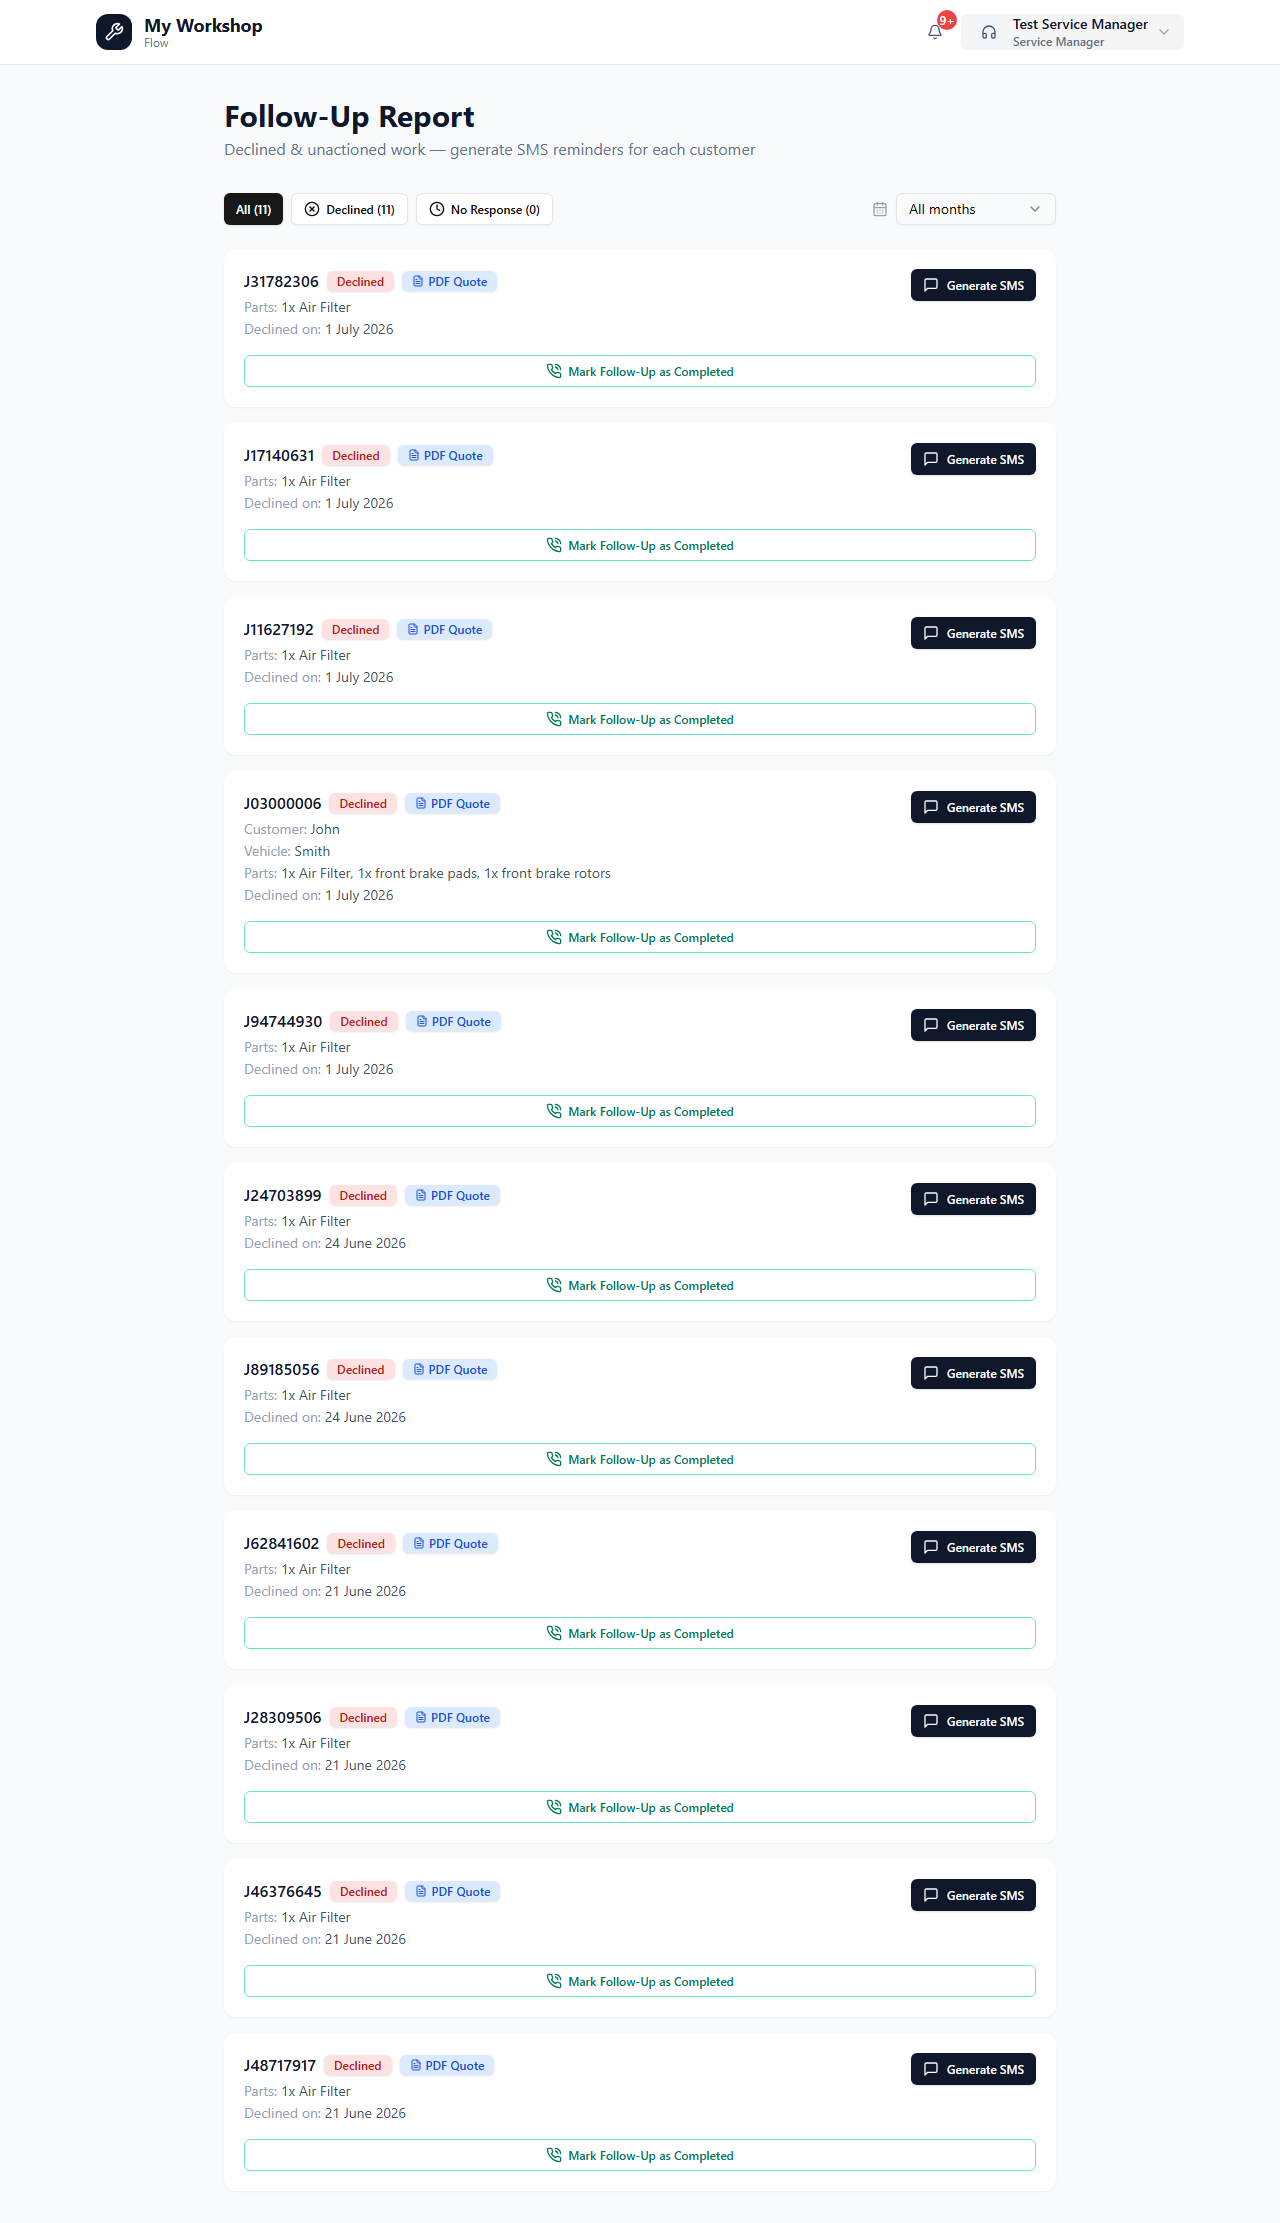 My Workshop
Flow
9+
Test Service Manager
Service Manager
Follow-Up Report
Declined & unactioned work — generate SMS reminders for each customer
All (11)
Declined (11)
No Response (0)
All months
J31782306 Declined PDF Quote
Generate SMS
Parts: 1x Air Filter
Declined on: 1 July 2026
Mark Follow-Up as Completed
J17140631 Declined PDF Quote
Generate SMS
Parts: 1x Air Filter
Declined on: 1 July 2026
Mark Follow-Up as Completed
J11627192 Declined PDF Quote
Generate SMS
Parts: 1x Air Filter
Declined on: 1 July 2026
Mark Follow-Up as Completed
J03000006 Declined PDF Quote
Generate SMS
Customer: John
Vehicle: Smith
Parts: 1x Air Filter, 1x front brake pads, 1x front brake rotors
Declined on: 1 July 2026
Mark Follow-Up as Completed
J94744930 Declined PDF Quote
Generate SMS
Parts: 1x Air Filter
Declined on: 1 July 2026
Mark Follow-Up as Completed
J24703899 Declined PDF Quote
Generate SMS
Parts: 1x Air Filter
Declined on: 24 June 2026
Mark Follow-Up as Completed
J89185056 Declined PDF Quote
Generate SMS
Parts: 1x Air Filter
Declined on: 24 June 2026
Mark Follow-Up as Completed
J62841602 Declined PDF Quote
Generate SMS
Parts: 1x Air Filter
Declined on: 21 June 2026
Mark Follow-Up as Completed
J28309506 Declined PDF Quote
Generate SMS
Parts: 1x Air Filter
Declined on: 21 June 2026
Mark Follow-Up as Completed
J46376645 Declined PDF Quote
Generate SMS
Parts: 1x Air Filter
Declined on: 21 June 2026
Mark Follow-Up as Completed
J48717917 Declined PDF Quote
Generate SMS
Parts: 1x Air Filter
Declined on: 21 June 2026
Mark Follow-Up as Completed